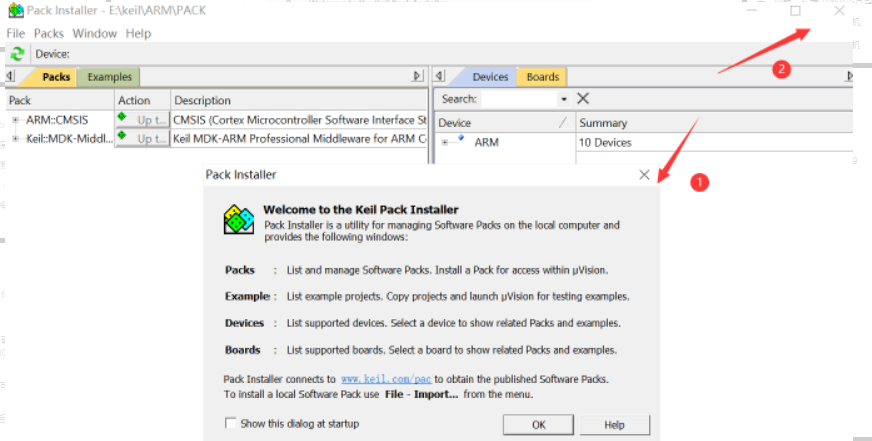 Pack Installer - E:\keil\ARM\PACK
File Packs Window Help
Device:
Packs Examples
Devices Boards
Pack Action Description
Search:
ARM::CMSIS Up t... CMSIS (Cortex Microcontroller Software Interface St
Device Summary
Keil::MDK-Middl... Up t... Keil MDK-ARM Professional Middleware for ARM C
ARM 10 Devices
2
1
Pack Installer
Welcome to the Keil Pack Installer
Pack Installer is a utility for managing Software Packs on the local computer and
provides the following windows:
Packs : List and manage Software Packs. Install a Pack for access within µVision.
Example : List example projects. Copy projects and launch µVision for testing examples.
Devices : List supported devices. Select a device to show related Packs and examples.
Boards : List supported boards. Select a board to show related Packs and examples.
Pack Installer connects to www.keil.com/pac to obtain the published Software Packs.
To install a local Software Pack use File - Import... from the menu.
Show this dialog at startup
OK Help